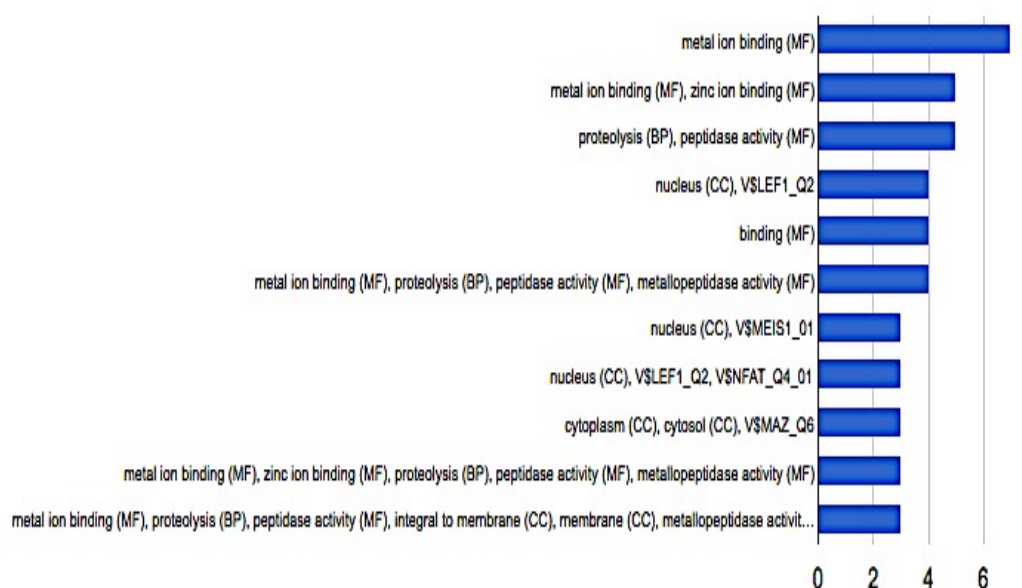 metal ion binding (MF)
metal ion binding (MF), zinc ion binding (MF)
proteolysis (BP), peptidase activity (MF)
nucleus (CC), V$LEF1_Q2
binding (MF)
metal ion binding (MF), proteolysis (BP), peptidase activity (MF), metallopeptidase activity (MF)
nucleus (CC), V$MEIS1_01
nucleus (CC), V$LEF1_Q2, V$NFAT_Q4_01
cytoplasm (CC), cytosol (CC), V$MAZ_Q6
metal ion binding (MF), zinc ion binding (MF), proteolysis (BP), peptidase activity (MF), metallopeptidase activity (MF)
metal ion binding (MF), proteolysis (BP), peptidase activity (MF), integral to membrane (CC), membrane (CC), metallopeptidase activit...
0 2 4 6